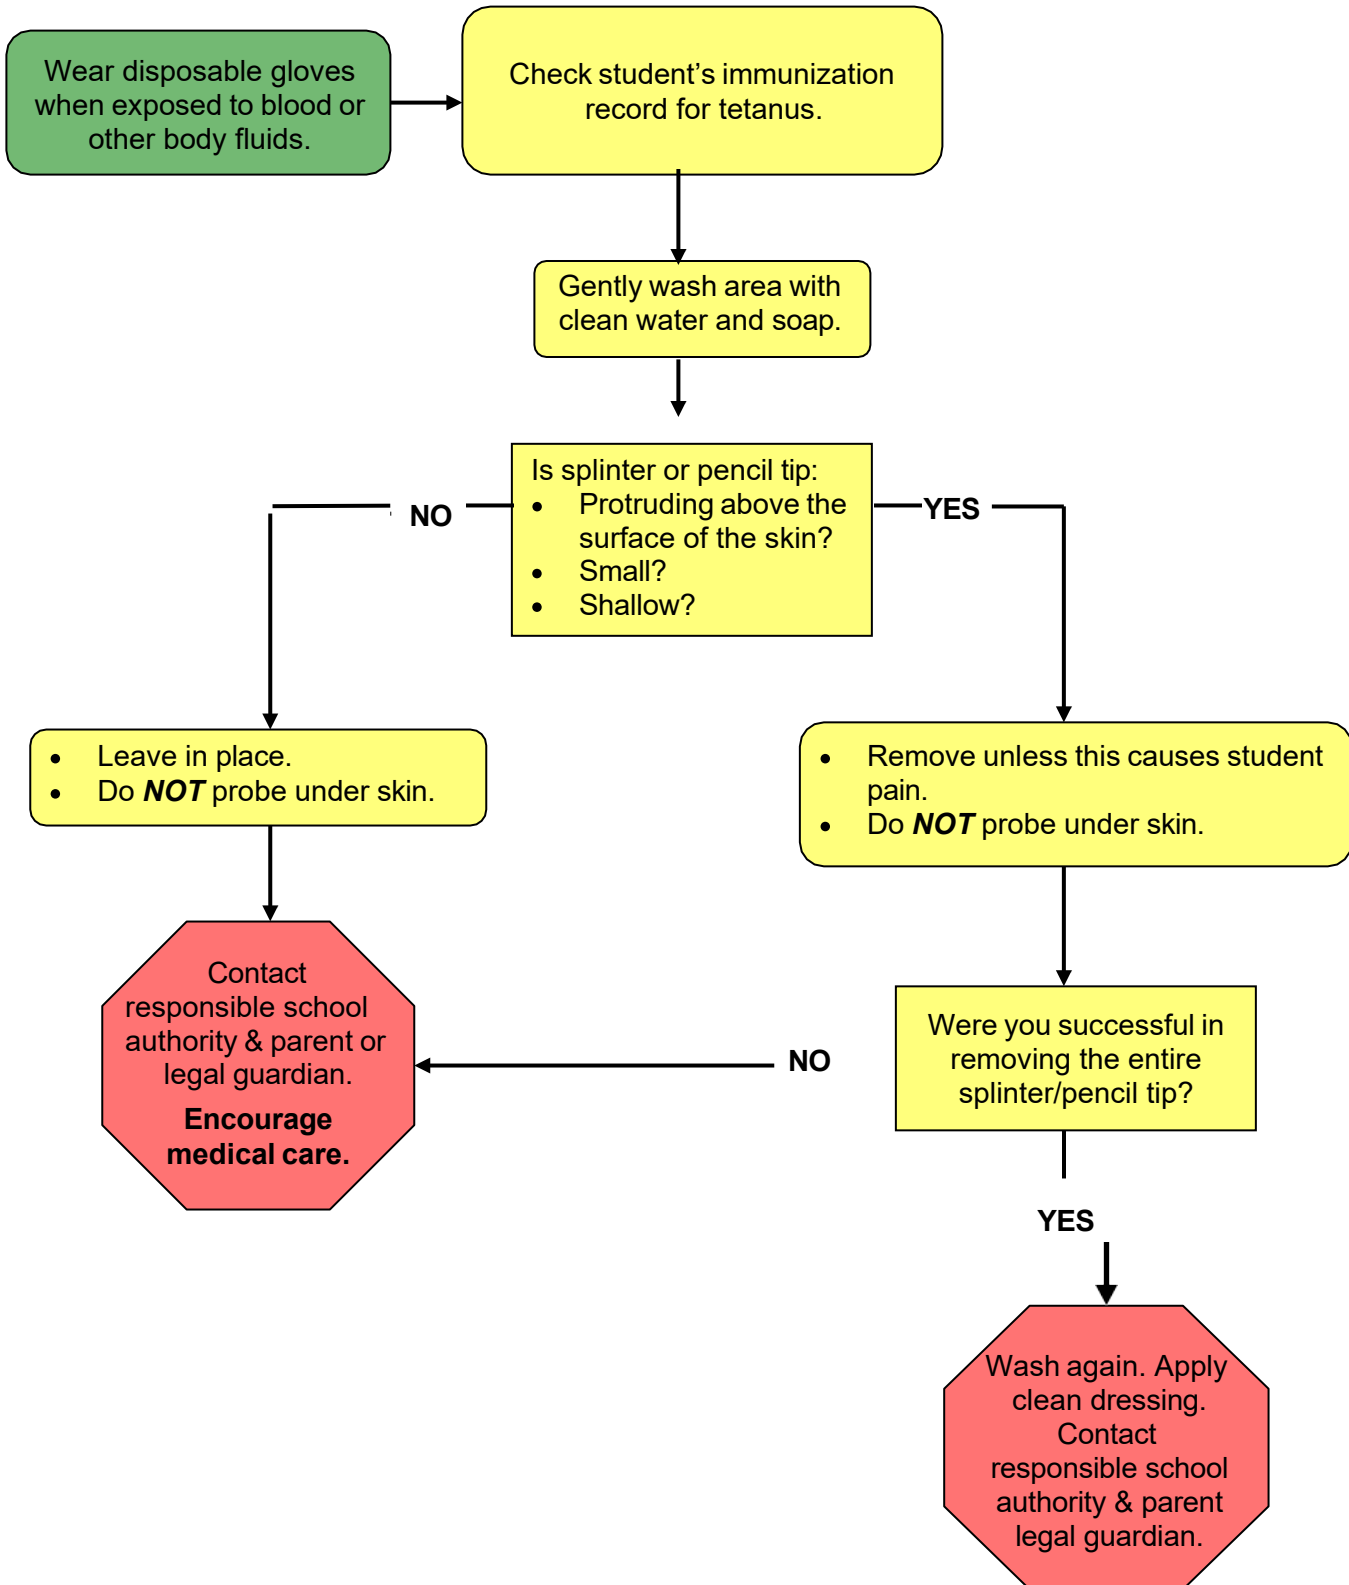 Wear disposable gloves
when exposed to blood or
other body fluids.
Check student's immunization
record for tetanus.
Gently wash area with
clean water and soap.
Is splinter or pencil tip:
• Protruding above the
surface of the skin?
• Small?
• Shallow?
NO
YES
• Leave in place.
• Do NOT probe under skin.
• Remove unless this causes student
pain.
• Do NOT probe under skin.
Contact
responsible school
authority & parent or
legal guardian.
Encourage
medical care.
NO
Were you successful in
removing the entire
splinter/pencil tip?
YES
Wash again. Apply
clean dressing.
Contact
responsible school
authority & parent
legal guardian.